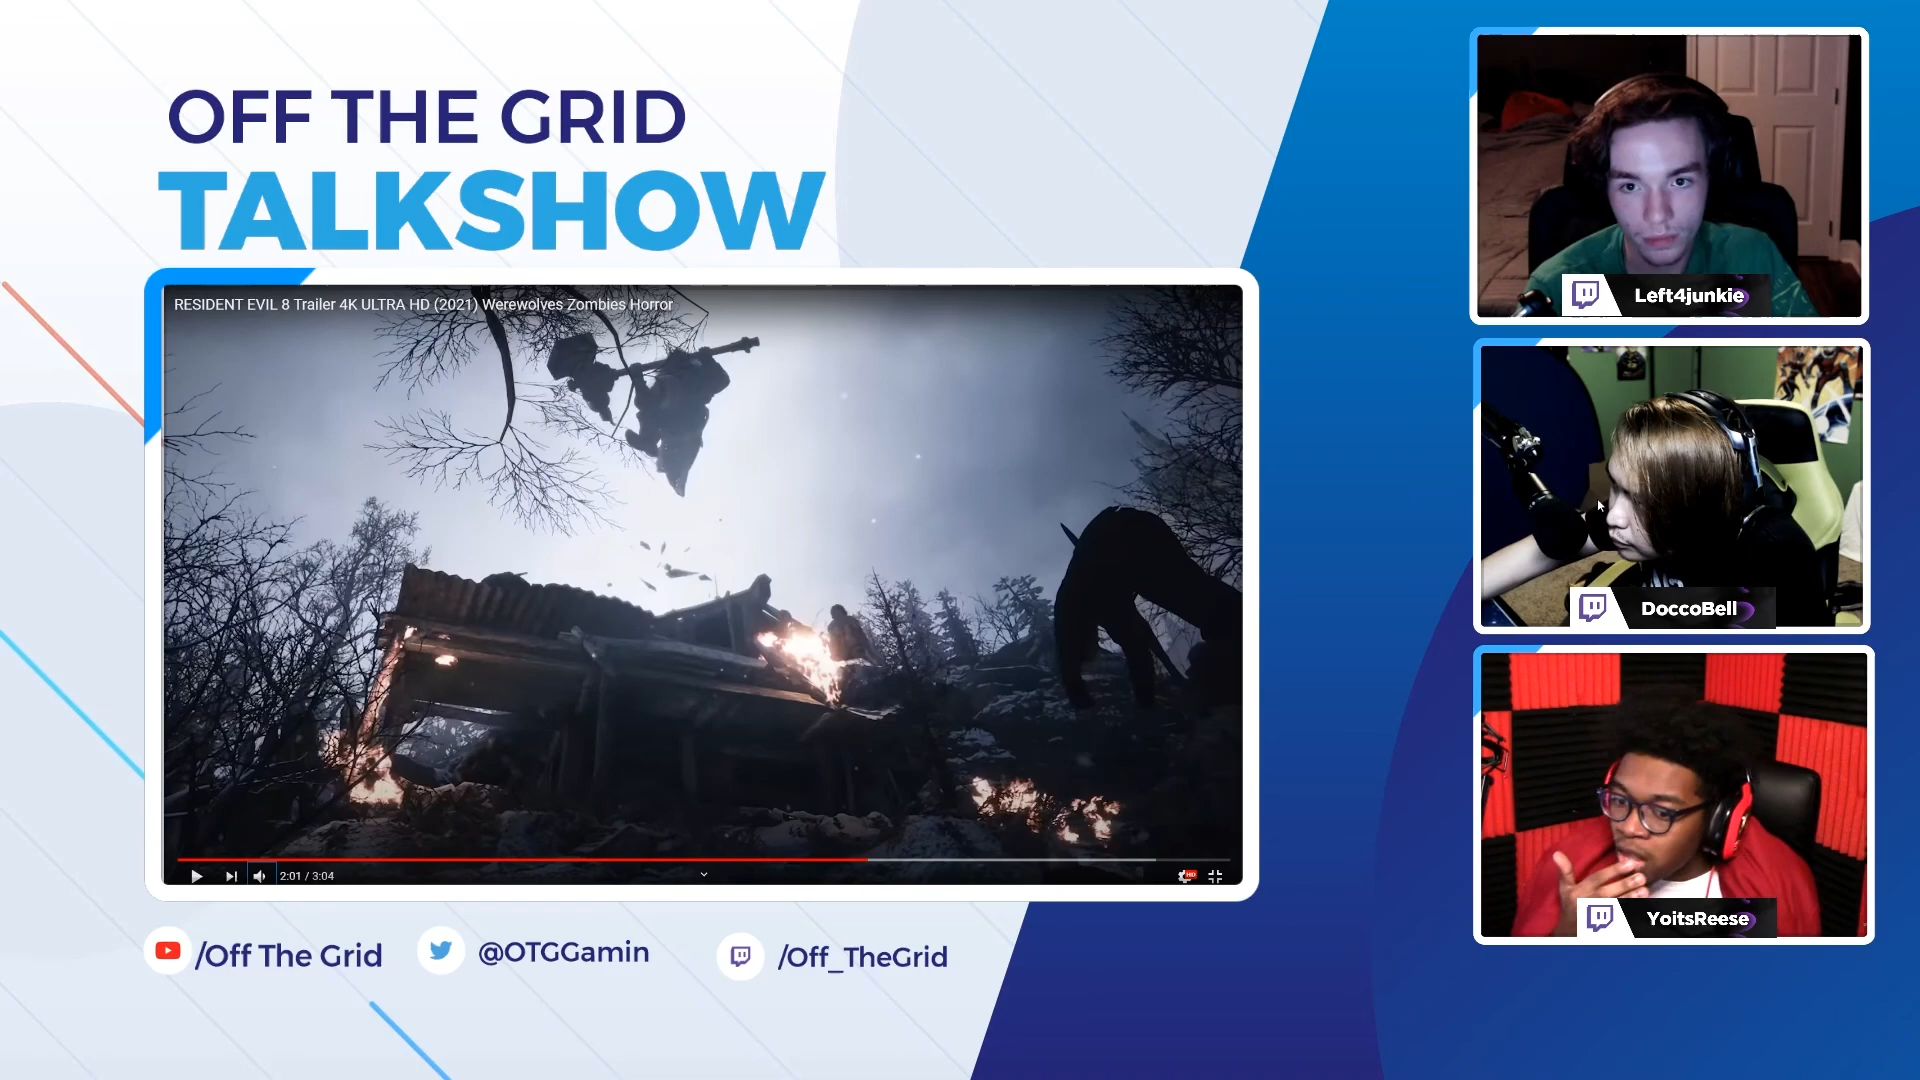 OFF THE GRID
TALKSHOW
RESIDENT EVIL 8 Trailer 4K ULTRA HD (2021) Werewolves Zombies Horror
2:01 / 3:04
HD
/Off The Grid
@OTGGamin
/Off_TheGrid
Left4junkie
DoccoBell
YoitsReese